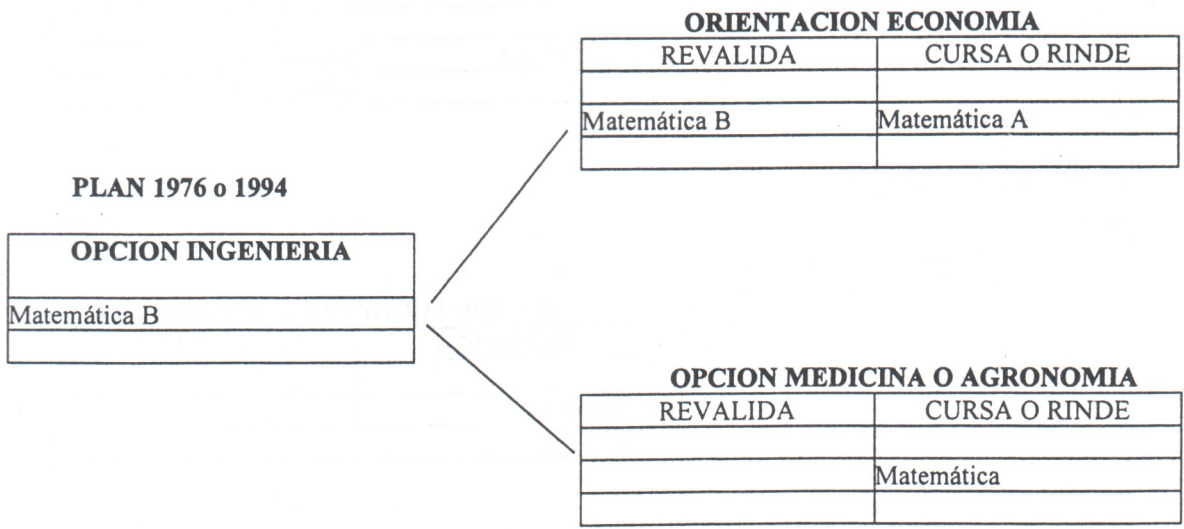 ORIENTACION ECONOMIA
REVALIDA CURSA O RINDE
Matemática B Matemática A
PLAN 1976 o 1994
OPCION INGENIERIA
Matemática B
OPCION MEDICINA O AGRONOMIA
REVALIDA CURSA O RINDE
Matemática